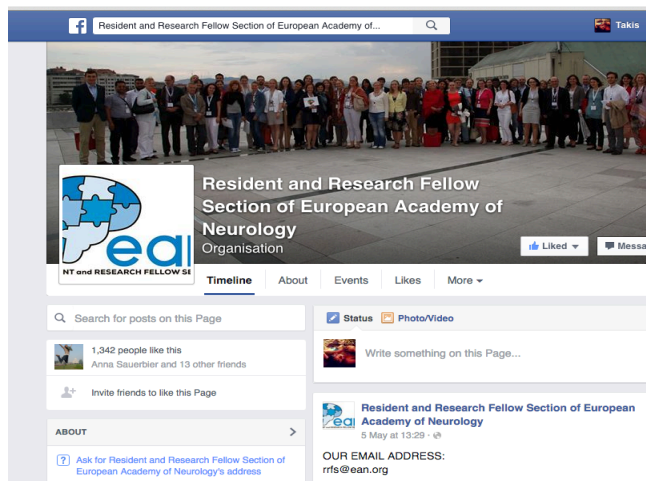 Resident and Research Fellow Section of European Academy of...
Takis
Resident and Research Fellow
Section of European Academy of
Neurology
Organisation
Liked
Messa
ea
NT and RESEARCH FELLOW SE
Timeline About Events Likes More
Search for posts on this Page
1,342 people like this
Anna Sauerbier and 13 other friends
Invite friends to like this Page
ABOUT
Ask for Resident and Research Fellow Section of
European Academy of Neurology's address
Status Photo/Video
Write something on this Page...
ea
Resident and Research Fellow Section of European
Academy of Neurology
5 May at 13:29 ·
OUR EMAIL ADDRESS:
rrfs@ean.org